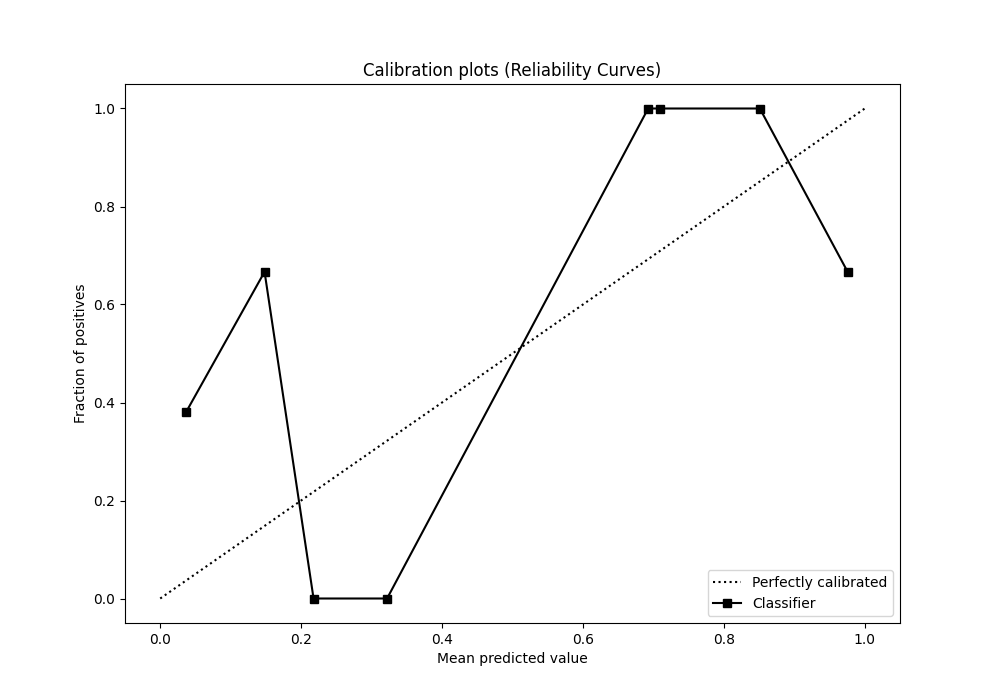 Calibration plots (Reliability Curves)
1.0
0.8
0.6
0.4
0.2
0.0
Fraction of positives
0.0 0.2 0.4 0.6 0.8 1.0
Mean predicted value
Perfectly calibrated
Classifier